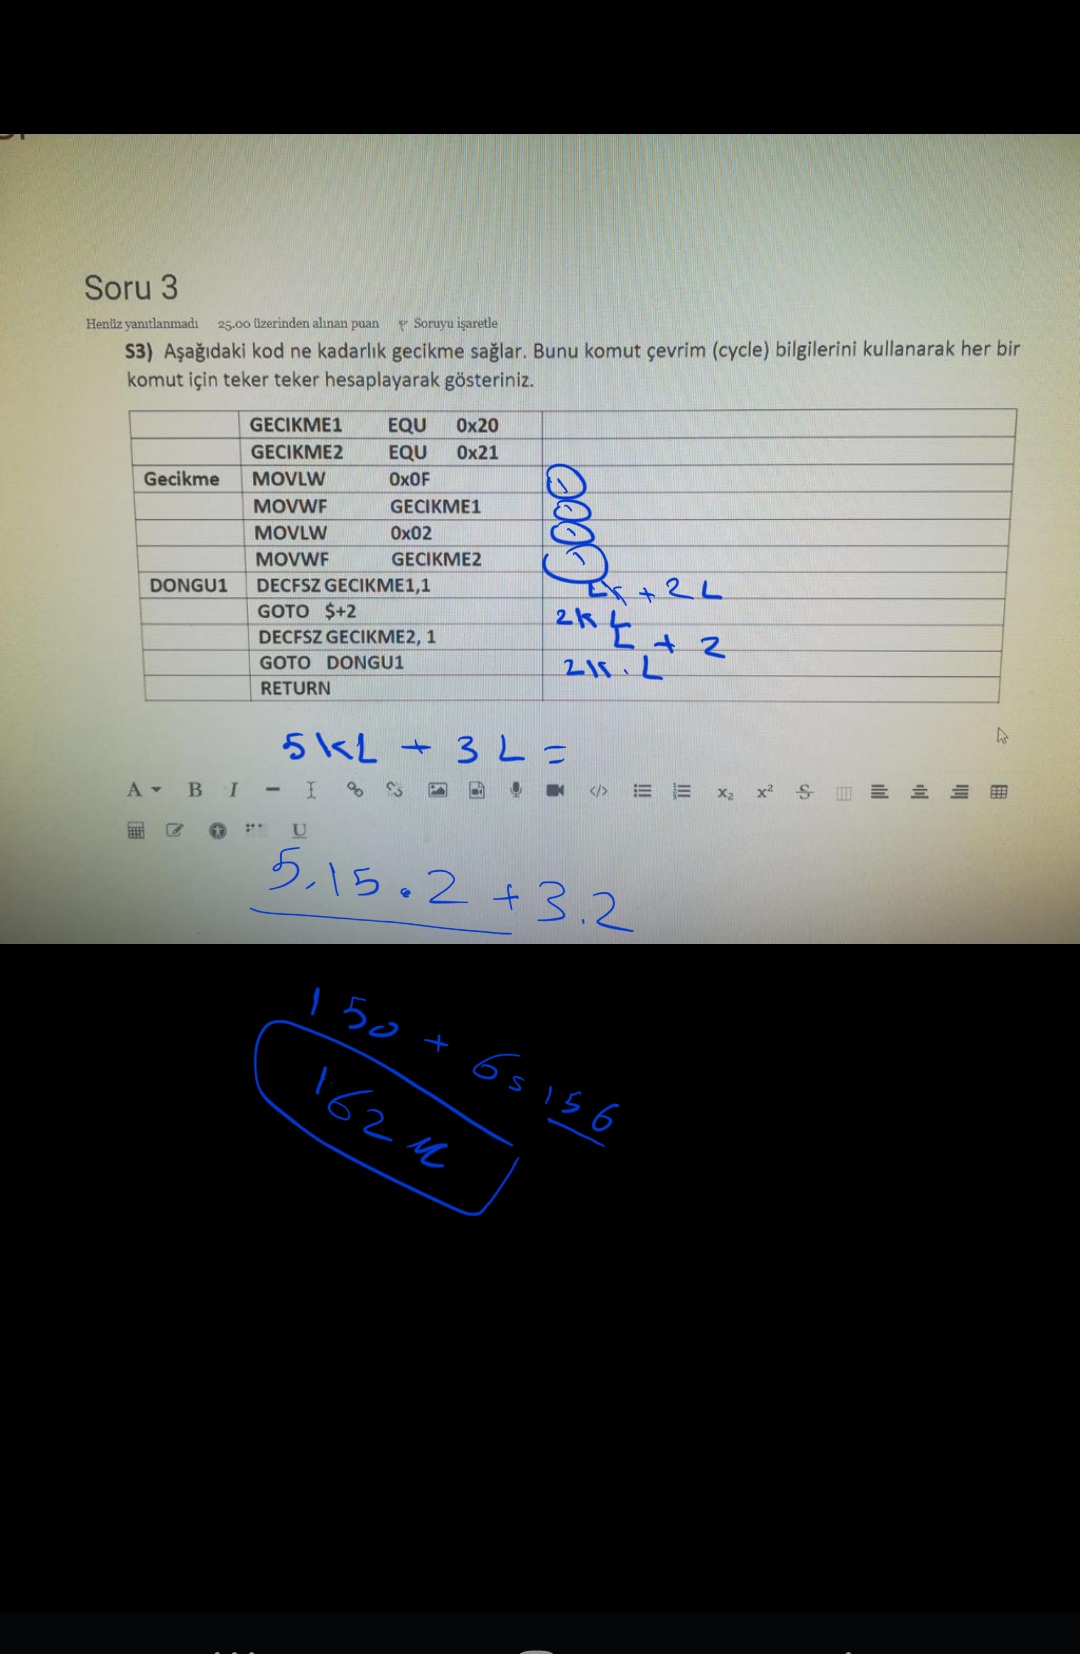 Soru 3
Henüz yanıtlanmadı 25.00 üzerinden alınan puan Soruyu işaretle
S3) Aşağıdaki kod ne kadarlık gecikme sağlar. Bunu komut çevrim (cycle) bilgilerini kullanarak her bir
komut için teker teker hesaplayarak gösteriniz.
GECIKME1 EQU 0x20
GECIKME2 EQU 0x21
Gecikme MOVLW 0x0F 1
MOVWF GECIKME1 1
MOVLW 0x02 1
MOVWF GECIKME2 1
DONGU1 DECFSZ GECIKME1,1 + 2 L
GOTO $+2 2K L
DECFSZ GECIKME2, 1 L + 2
GOTO DONGU1 2K.L
RETURN
5KL + 3L =
A B I U
5.15.2 + 3.2
150 + 6 = 156
162